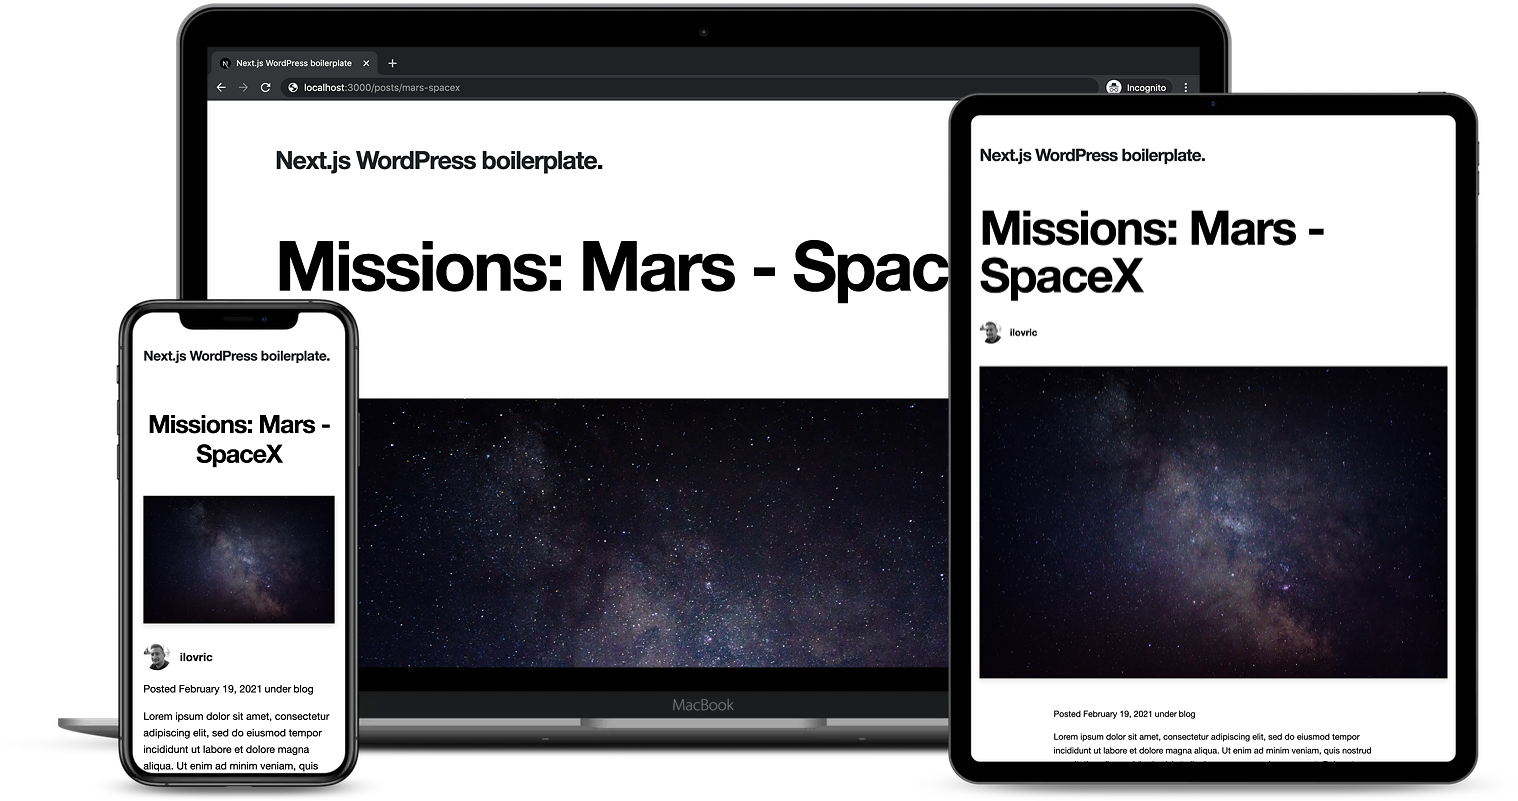 Next.js WordPress boilerplate
localhost:3000/posts/mars-spacex
Incognito
Next.js WordPress boilerplate.
Missions: Mars - Spac
MacBook
Next.js WordPress boilerplate.
Missions: Mars -
SpaceX
ilovric
Posted February 19, 2021 under blog
Lorem ipsum dolor sit amet, consectetur
adipiscing elit, sed do eiusmod tempor
incididunt ut labore et dolore magna
aliqua. Ut enim ad minim veniam, quis
Next.js WordPress boilerplate.
Missions: Mars -
SpaceX
ilovric
Posted February 19, 2021 under blog
Lorem ipsum dolor sit amet, consectetur adipiscing elit, sed do eiusmod tempor
incididunt ut labore et dolore magna aliqua. Ut enim ad minim veniam, quis nostrud